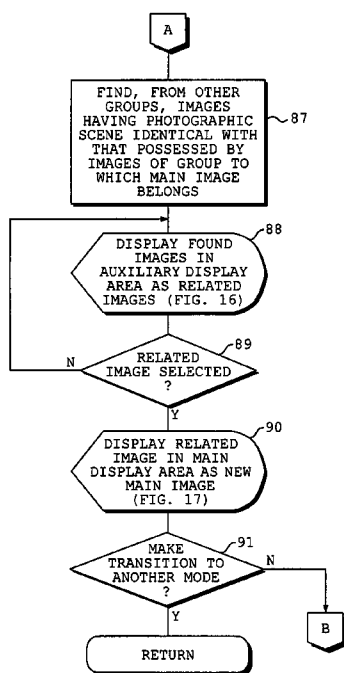 A
FIND, FROM OTHER
GROUPS, IMAGES
HAVING PHOTOGRAPHIC
SCENE IDENTICAL WITH
THAT POSSESSED BY
IMAGES OF GROUP TO
WHICH MAIN IMAGE
BELONGS
87
88
DISPLAY FOUND
IMAGES IN
AUXILIARY DISPLAY
AREA AS RELATED
IMAGES (FIG. 16)
89
RELATED
IMAGE SELECTED
?
N
Y
90
DISPLAY RELATED
IMAGE IN MAIN
DISPLAY AREA AS NEW
MAIN IMAGE
(FIG. 17)
91
MAKE
TRANSITION TO
ANOTHER MODE
?
N
Y
B
RETURN